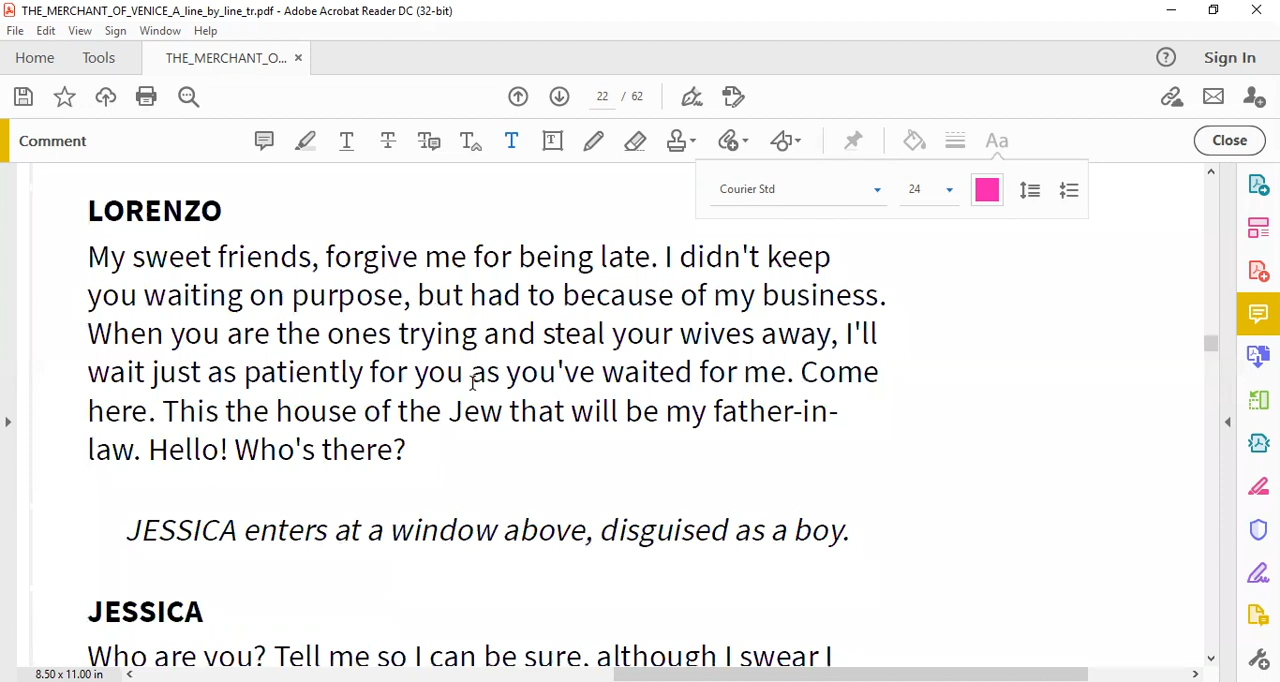 THE_MERCHANT_OF_VENICE_A_line_by_line_tr.pdf - Adobe Acrobat Reader DC (32-bit)
File Edit View Sign Window Help
Home Tools THE_MERCHANT_O... × Sign In
22 / 62
Comment Close
Courier Std 24
LORENZO
My sweet friends, forgive me for being late. I didn't keep
you waiting on purpose, but had to because of my business.
When you are the ones trying and steal your wives away, I'll
wait just as patiently for you as you've waited for me. Come
here. This the house of the Jew that will be my father-in-
law. Hello! Who's there?
JESSICA enters at a window above, disguised as a boy.
JESSICA
Who are you? Tell me so I can be sure, although I swear I
8.50 x 11.00 in